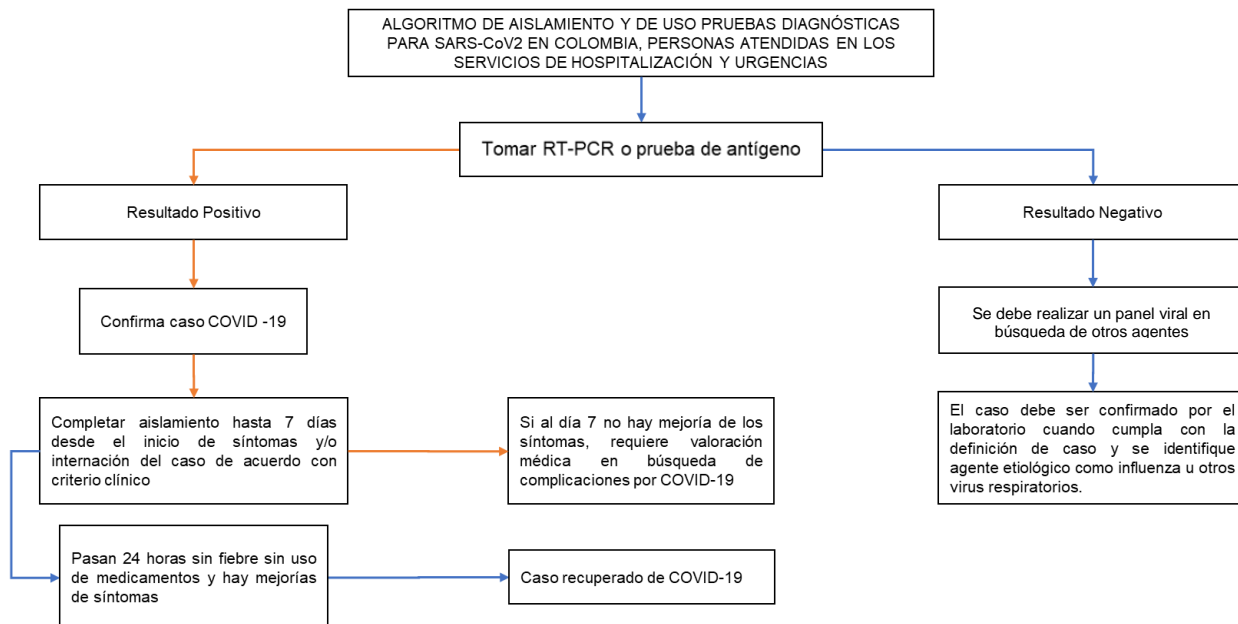 ALGORITMO DE AISLAMIENTO Y DE USO PRUEBAS DIAGNÓSTICAS
PARA SARS-CoV2 EN COLOMBIA, PERSONAS ATENDIDAS EN LOS
SERVICIOS DE HOSPITALIZACIÓN Y URGENCIAS
Tomar RT-PCR o prueba de antígeno
Resultado Positivo
Resultado Negativo
Confirma caso COVID -19
Se debe realizar un panel viral en
búsqueda de otros agentes
Completar aislamiento hasta 7 días
desde el inicio de síntomas y/o
internación del caso de acuerdo con
criterio clínico
Si al día 7 no hay mejoría de los
síntomas, requiere valoración
médica en búsqueda de
complicaciones por COVID-19
El caso debe ser confirmado por el
laboratorio cuando cumpla con la
definición de caso y se identifique
agente etiológico como influenza u otros
virus respiratorios.
Pasan 24 horas sin fiebre sin uso
de medicamentos y hay mejorías
de síntomas
Caso recuperado de COVID-19